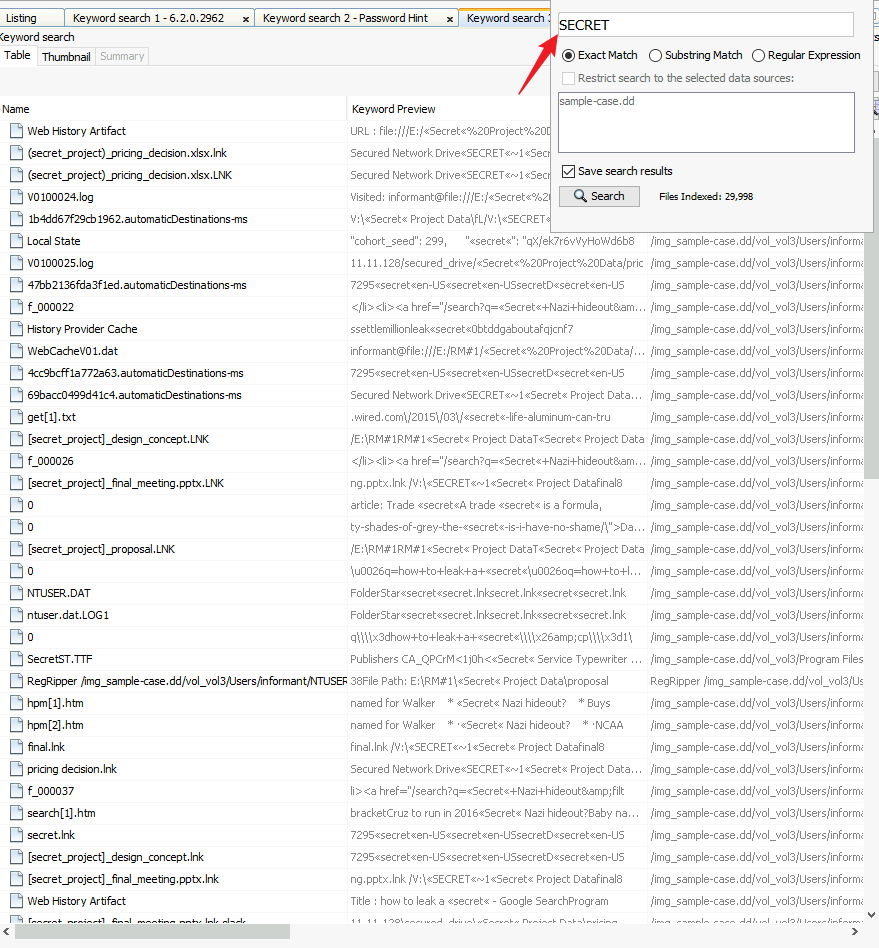 Listing
Keyword search 1 - 6.2.0.2962 x
Keyword search 2 - Password Hint x
Keyword search
Keyword search
Table Thumbnail Summary
SECRET
Exact Match Substring Match Regular Expression
Restrict search to the selected data sources:
sample-case.dd
Save search results
Search Files Indexed: 29,998
Name Keyword Preview
Web History Artifact URL : file:///E:/«Secret«%20Project%20D
(secret_project)_pricing_decision.xlsx.lnk Secured Network Drive«SECRET«~1«Secret«
(secret_project)_pricing_decision.xlsx.LNK Secured Network Drive«SECRET«~1«Secret«
V0100024.log Visited: informant@file:///E:/«Secret«%20
1b4dd67f29cb1962.automaticDestinations-ms V:\«Secret« Project Data\fL/V:\«SECRET«
Local State "cohort_seed": 299, "«secret«": "qX/ek7r6vVyHoWd6b8 /img_sample-case.dd/vol_vol3/Users/informa
V0100025.log 11.11.128/secured_drive/«Secret«%20Project%20Data/pric /img_sample-case.dd/vol_vol3/Users/informa
47bb2136fda3f1ed.automaticDestinations-ms 7295«secret«en-US«secret«en-USsecretD«secret«en-US /img_sample-case.dd/vol_vol3/Users/informa
f_000022 </li><li><a href="/search?q=«Secret«+Nazi+hideout&am... /img_sample-case.dd/vol_vol3/Users/informa
History Provider Cache ssettlemillionleak«secret«0btddgaboutafqjcnf7 /img_sample-case.dd/vol_vol3/Users/informa
WebCacheV01.dat informant@file:///E:/RM#1/«Secret«%20Project%20Data/... /img_sample-case.dd/vol_vol3/Users/informa
4cc9bcff1a772a63.automaticDestinations-ms 7295«secret«en-US«secret«en-USsecretD«secret«en-US /img_sample-case.dd/vol_vol3/Users/informa
69bacc0499d41c4.automaticDestinations-ms Secured Network Drive«SECRET«~1«Secret« Project Data... /img_sample-case.dd/vol_vol3/Users/informa
get[1].txt .wired.com\/2015\/03\/«secret«-life-aluminum-can-tru /img_sample-case.dd/vol_vol3/Users/informa
[secret_project]_design_concept.LNK /E:\RM#1RM#1«Secret« Project DataT«Secret« Project Data /img_sample-case.dd/vol_vol3/Users/informa
f_000026 </li><li><a href="/search?q=«Secret«+Nazi+hideout&am... /img_sample-case.dd/vol_vol3/Users/informa
[secret_project]_final_meeting.pptx.LNK ng.pptx.lnk /V:\«SECRET«~1«Secret« Project Datafinal8 /img_sample-case.dd/vol_vol3/Users/informa
0 article: Trade «secret«A trade «secret« is a formula, /img_sample-case.dd/vol_vol3/Users/informa
0 ty-shades-of-grey-the-«secret«-is-i-have-no-shame/\">Da... /img_sample-case.dd/vol_vol3/Users/informa
[secret_project]_proposal.LNK /E:\RM#1RM#1«Secret« Project DataT«Secret« Project Data /img_sample-case.dd/vol_vol3/Users/informa
0 \u0026q=how+to+leak+a+«secret«\u0026oq=how+to+l... /img_sample-case.dd/vol_vol3/Users/informa
NTUSER.DAT FolderStar«secret«secret.lnksecret.lnk«secret«secret.lnk /img_sample-case.dd/vol_vol3/Users/informa
ntuser.dat.LOG1 FolderStar«secret«secret.lnksecret.lnk«secret«secret.lnk /img_sample-case.dd/vol_vol3/Users/informa
0 q\\\\x3dhow+to+leak+a+«secret«\\\\x26amp;cp\\\\x3d1\ /img_sample-case.dd/vol_vol3/Users/informa
SecretST.TTF Publishers CA_QPCrM<1j0h<«Secret« Service Typewriter ... /img_sample-case.dd/vol_vol3/Program Files
RegRipper /img_sample-case.dd/vol_vol3/Users/informant/NTUSER 38File Path: E:\RM#1\«Secret« Project Data\proposal RegRipper /img_sample-case.dd/vol_vol3/Us
hpm[1].htm named for Walker * «Secret« Nazi hideout? * Buys /img_sample-case.dd/vol_vol3/Users/informa
hpm[2].htm named for Walker * '«Secret« Nazi hideout? * 'NCAA /img_sample-case.dd/vol_vol3/Users/informa
final.lnk final.lnk /V:\«SECRET«~1«Secret« Project Datafinal8 /img_sample-case.dd/vol_vol3/Users/informa
pricing decision.lnk Secured Network Drive«SECRET«~1«Secret« Project Data... /img_sample-case.dd/vol_vol3/Users/informa
f_000037 li><a href="/search?q=«Secret«+Nazi+hideout&amp;filt /img_sample-case.dd/vol_vol3/Users/informa
search[1].htm bracketCruz to run in 2016«Secret« Nazi hideout?Baby na... /img_sample-case.dd/vol_vol3/Users/informa
secret.lnk 7295«secret«en-US«secret«en-USsecretD«secret«en-US /img_sample-case.dd/vol_vol3/Users/informa
[secret_project]_design_concept.lnk 7295«secret«en-US«secret«en-USsecretD«secret«en-US /img_sample-case.dd/vol_vol3/Users/informa
[secret_project]_final_meeting.pptx.lnk ng.pptx.lnk /V:\«SECRET«~1«Secret« Project Datafinal8 /img_sample-case.dd/vol_vol3/Users/informa
Web History Artifact Title : how to leak a «secret« - Google SearchProgram /img_sample-case.dd/vol_vol3/Users/informa